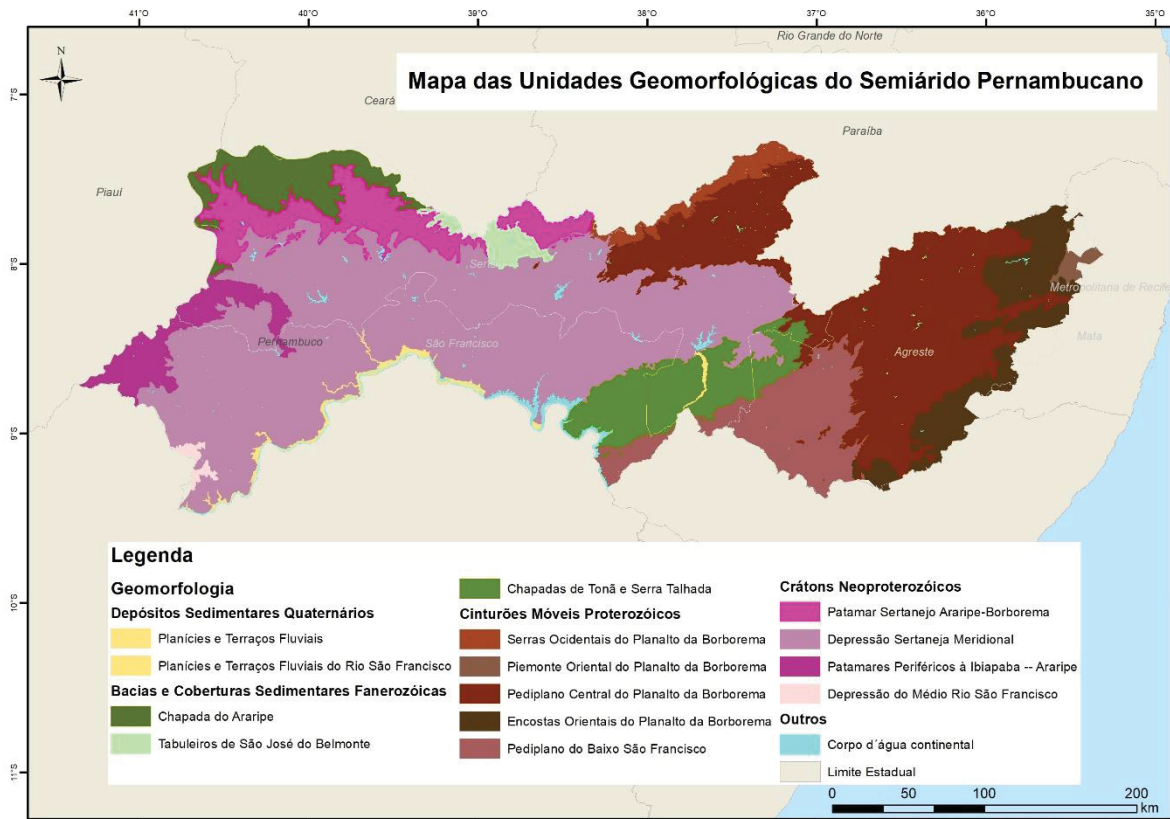 41°O 40°O 39°O 38°O 37°O 36°O 35°O
Rio Grande do Norte
N
Mapa das Unidades Geomorfológicas do Semiárido Pernambucano
7°S
Ceará
Paraíba
Piauí
8°S
Metropolitana de Recife
Mata
Pernambuco
São Francisco
Agreste
9°S
Legenda
Geomorfologia
Depósitos Sedimentares Quaternários
Planícies e Terraços Fluviais
Planícies e Terraços Fluviais do Rio São Francisco
Bacias e Coberturas Sedimentares Fanerozóicas
Chapada do Araripe
Tabuleiros de São José do Belmonte
Chapadas de Tonã e Serra Talhada
Cinturões Móveis Proterozóicos
Serras Ocidentais do Planalto da Borborema
Piemonte Oriental do Planalto da Borborema
Pediplano Central do Planalto da Borborema
Encostas Orientais do Planalto da Borborema
Pediplano do Baixo São Francisco
Crátons Neoproterozóicos
Patamar Sertanejo Araripe-Borborema
Depressão Sertaneja Meridional
Patamares Periféricos à Ibiapaba -- Araripe
Depressão do Médio Rio São Francisco
Outros
Corpo d´água continental
Limite Estadual
10°S
11°S
0 50 100 200
km